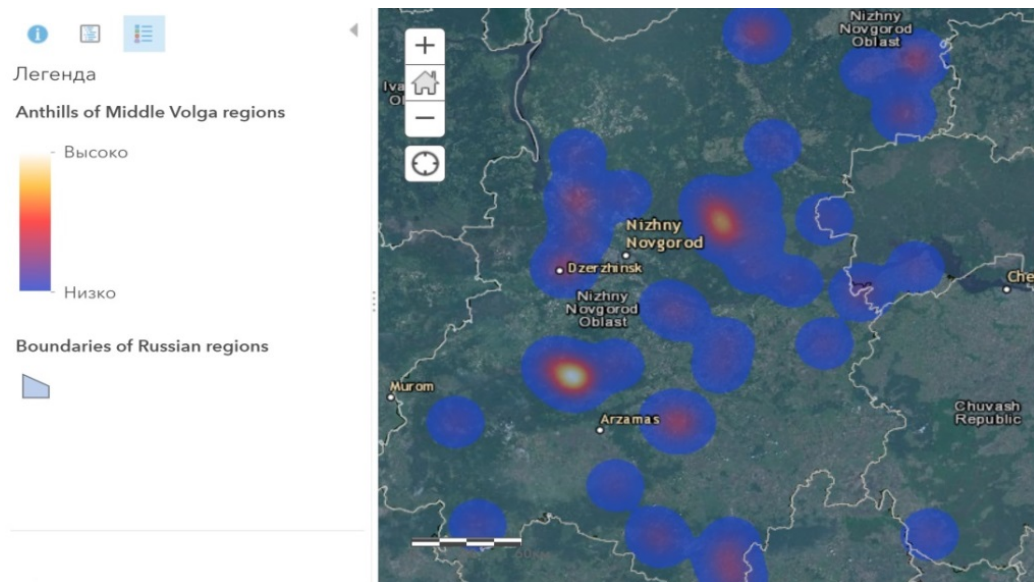 Легенда
Anthills of Middle Volga regions
Высоко
Низко
Boundaries of Russian regions
Nizhny
Novgorod
Oblast
Nizhny
Novgorod
Dzerzhinsk
Nizhny
Novgorod
Oblast
Murom
Arzamas
Chuvash
Republic